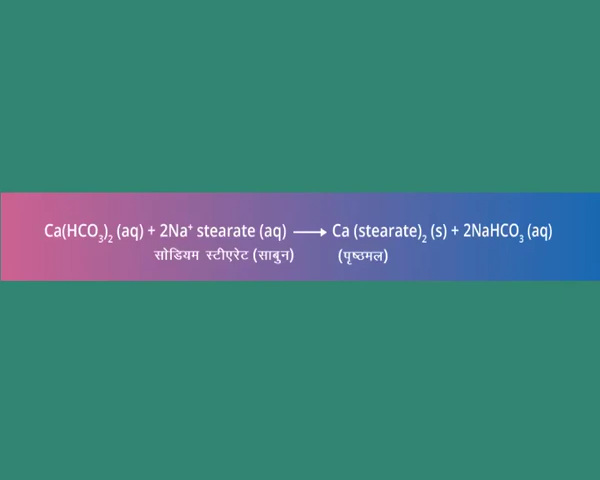 Ca(HCO₃)₂ (aq) + 2Na⁺ stearate (aq) ⟶ Ca (stearate)₂ (s) + 2NaHCO₃ (aq)
सोडियम स्टीएरेट (साबुन) (पृष्ठमल)